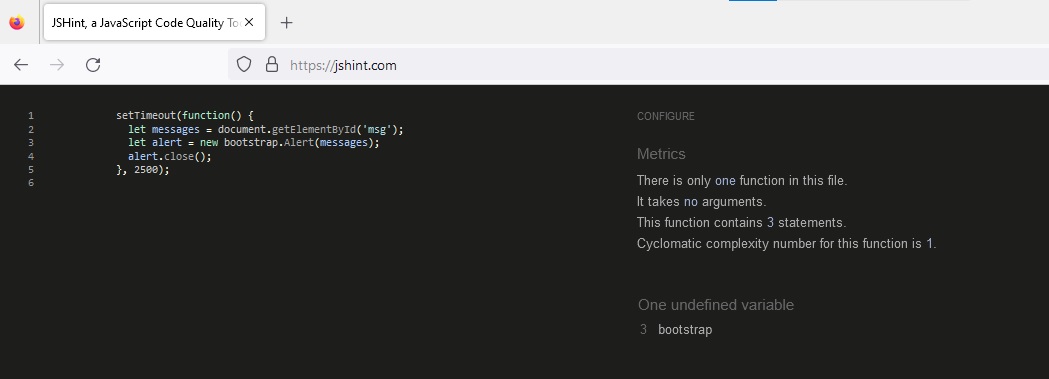 JSHint, a JavaScript Code Quality To
https://jshint.com
1 setTimeout(function() {
2 let messages = document.getElementById('msg');
3 let alert = new bootstrap.Alert(messages);
4 alert.close();
5 }, 2500);
6
CONFIGURE
Metrics
There is only one function in this file.
It takes no arguments.
This function contains 3 statements.
Cyclomatic complexity number for this function is 1.
One undefined variable
3 bootstrap